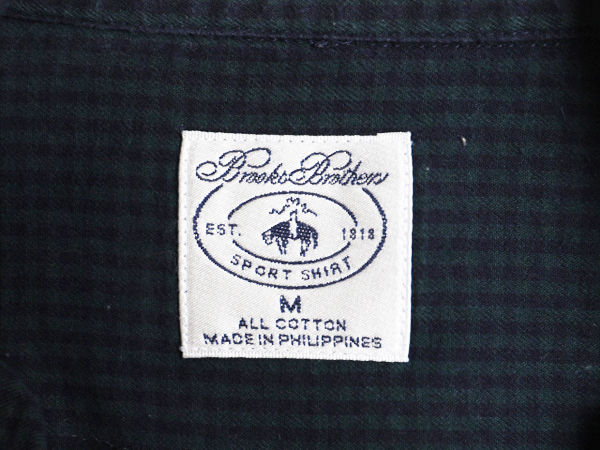 Brooks Brothers
EST. 1818
SPORT SHIRT
M
ALL COTTON
MADE IN PHILIPPINES